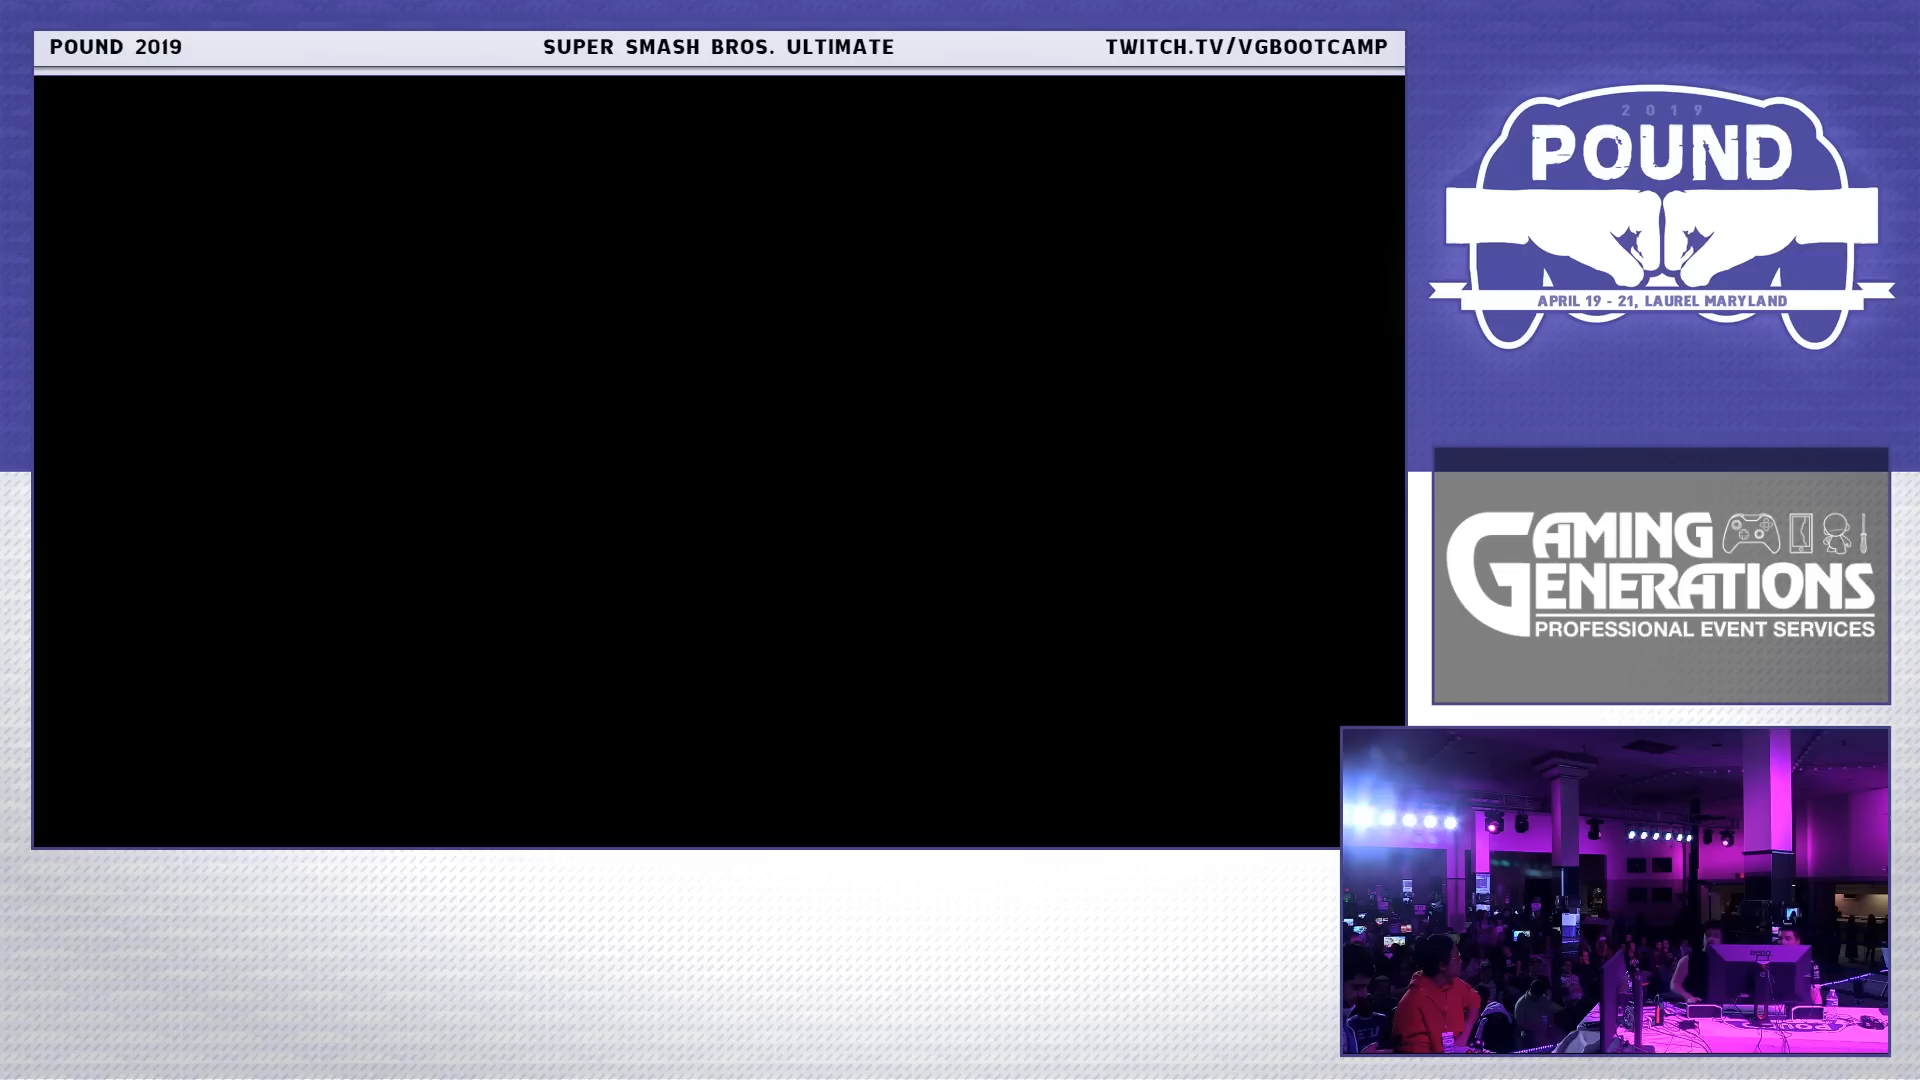 POUND 2019
SUPER SMASH BROS. ULTIMATE
TWITCH.TV/VGBOOTCAMP
2019
POUND
APRIL 19 - 21, LAUREL MARYLAND
GAMING
GENERATIONS
PROFESSIONAL EVENT SERVICES
POUND